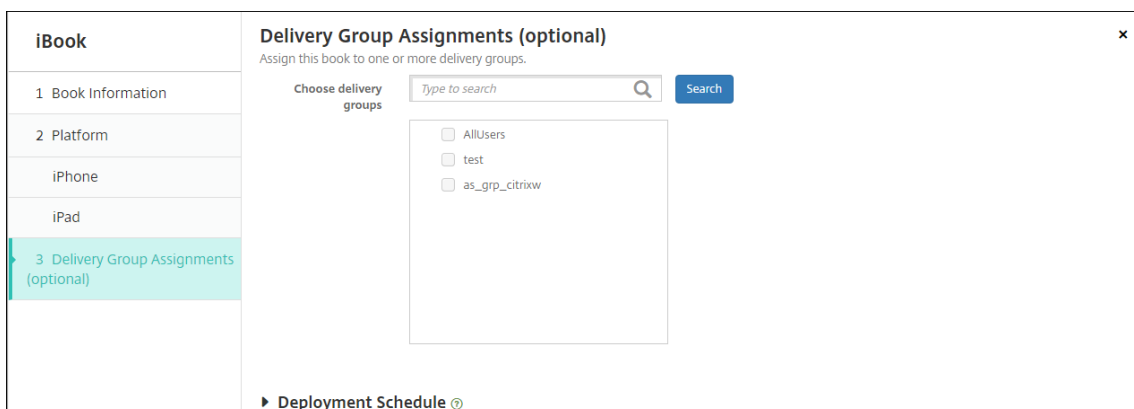 iBook
1 Book Information
2 Platform
iPhone
iPad
3 Delivery Group Assignments
(optional)
Delivery Group Assignments (optional)
Assign this book to one or more delivery groups.
Choose delivery
groups
Type to search
Search
AllUsers
test
as_grp_citrixw
Deployment Schedule